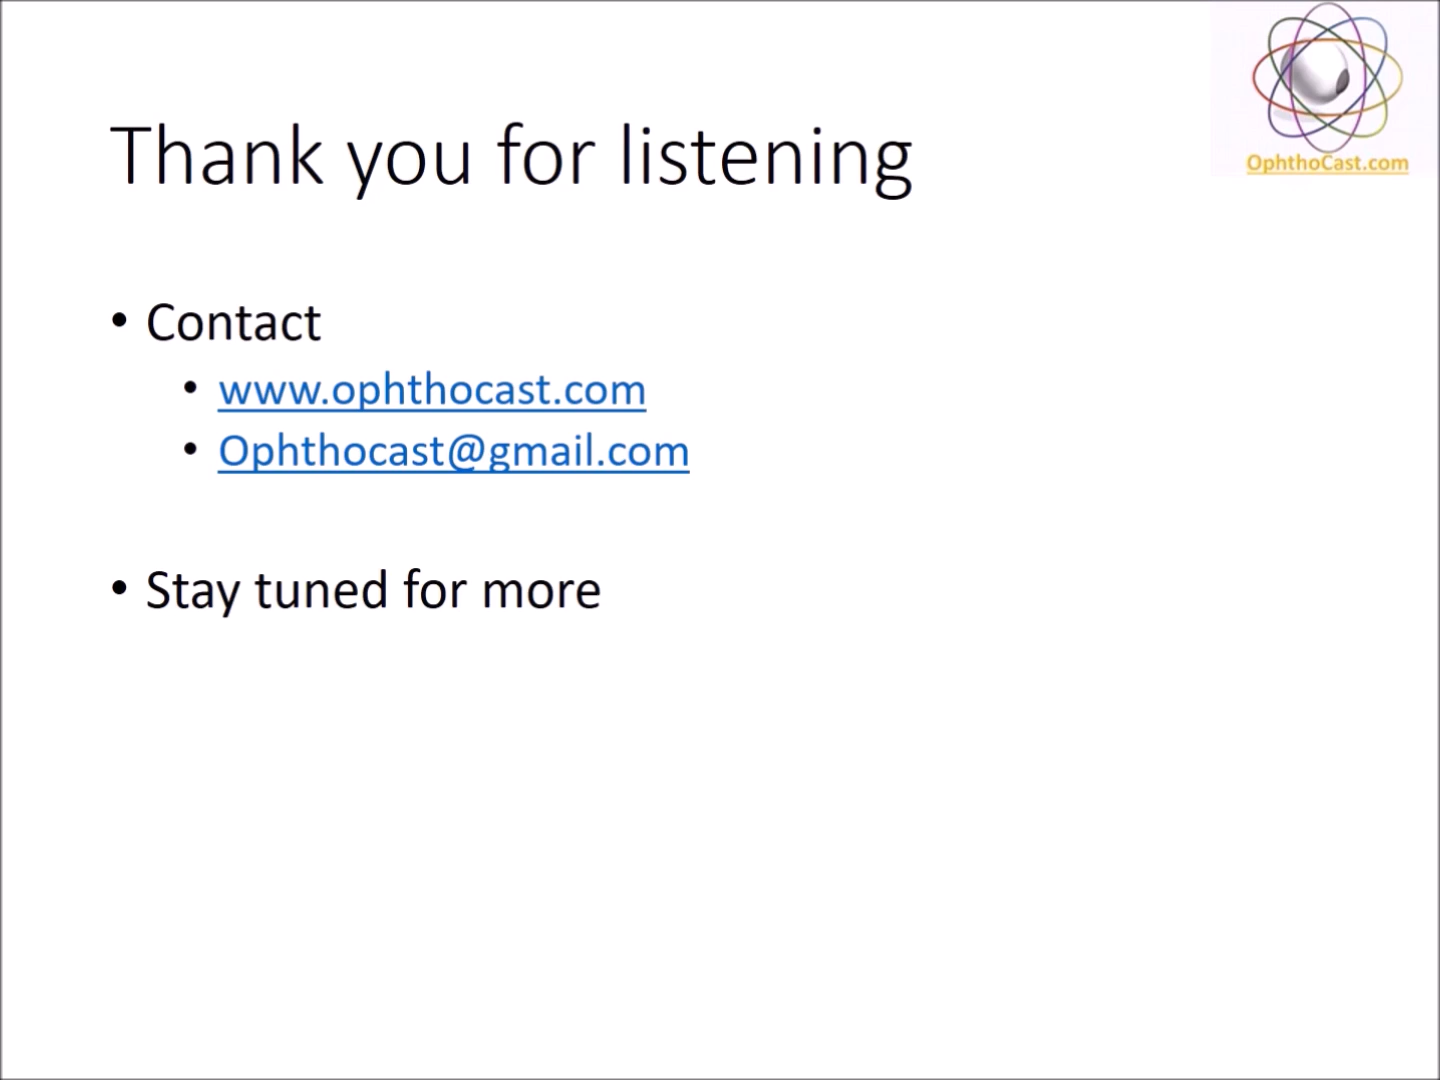 OphthoCast.com
Thank you for listening
• Contact
• www.ophthocast.com
• Ophthocast@gmail.com
• Stay tuned for more